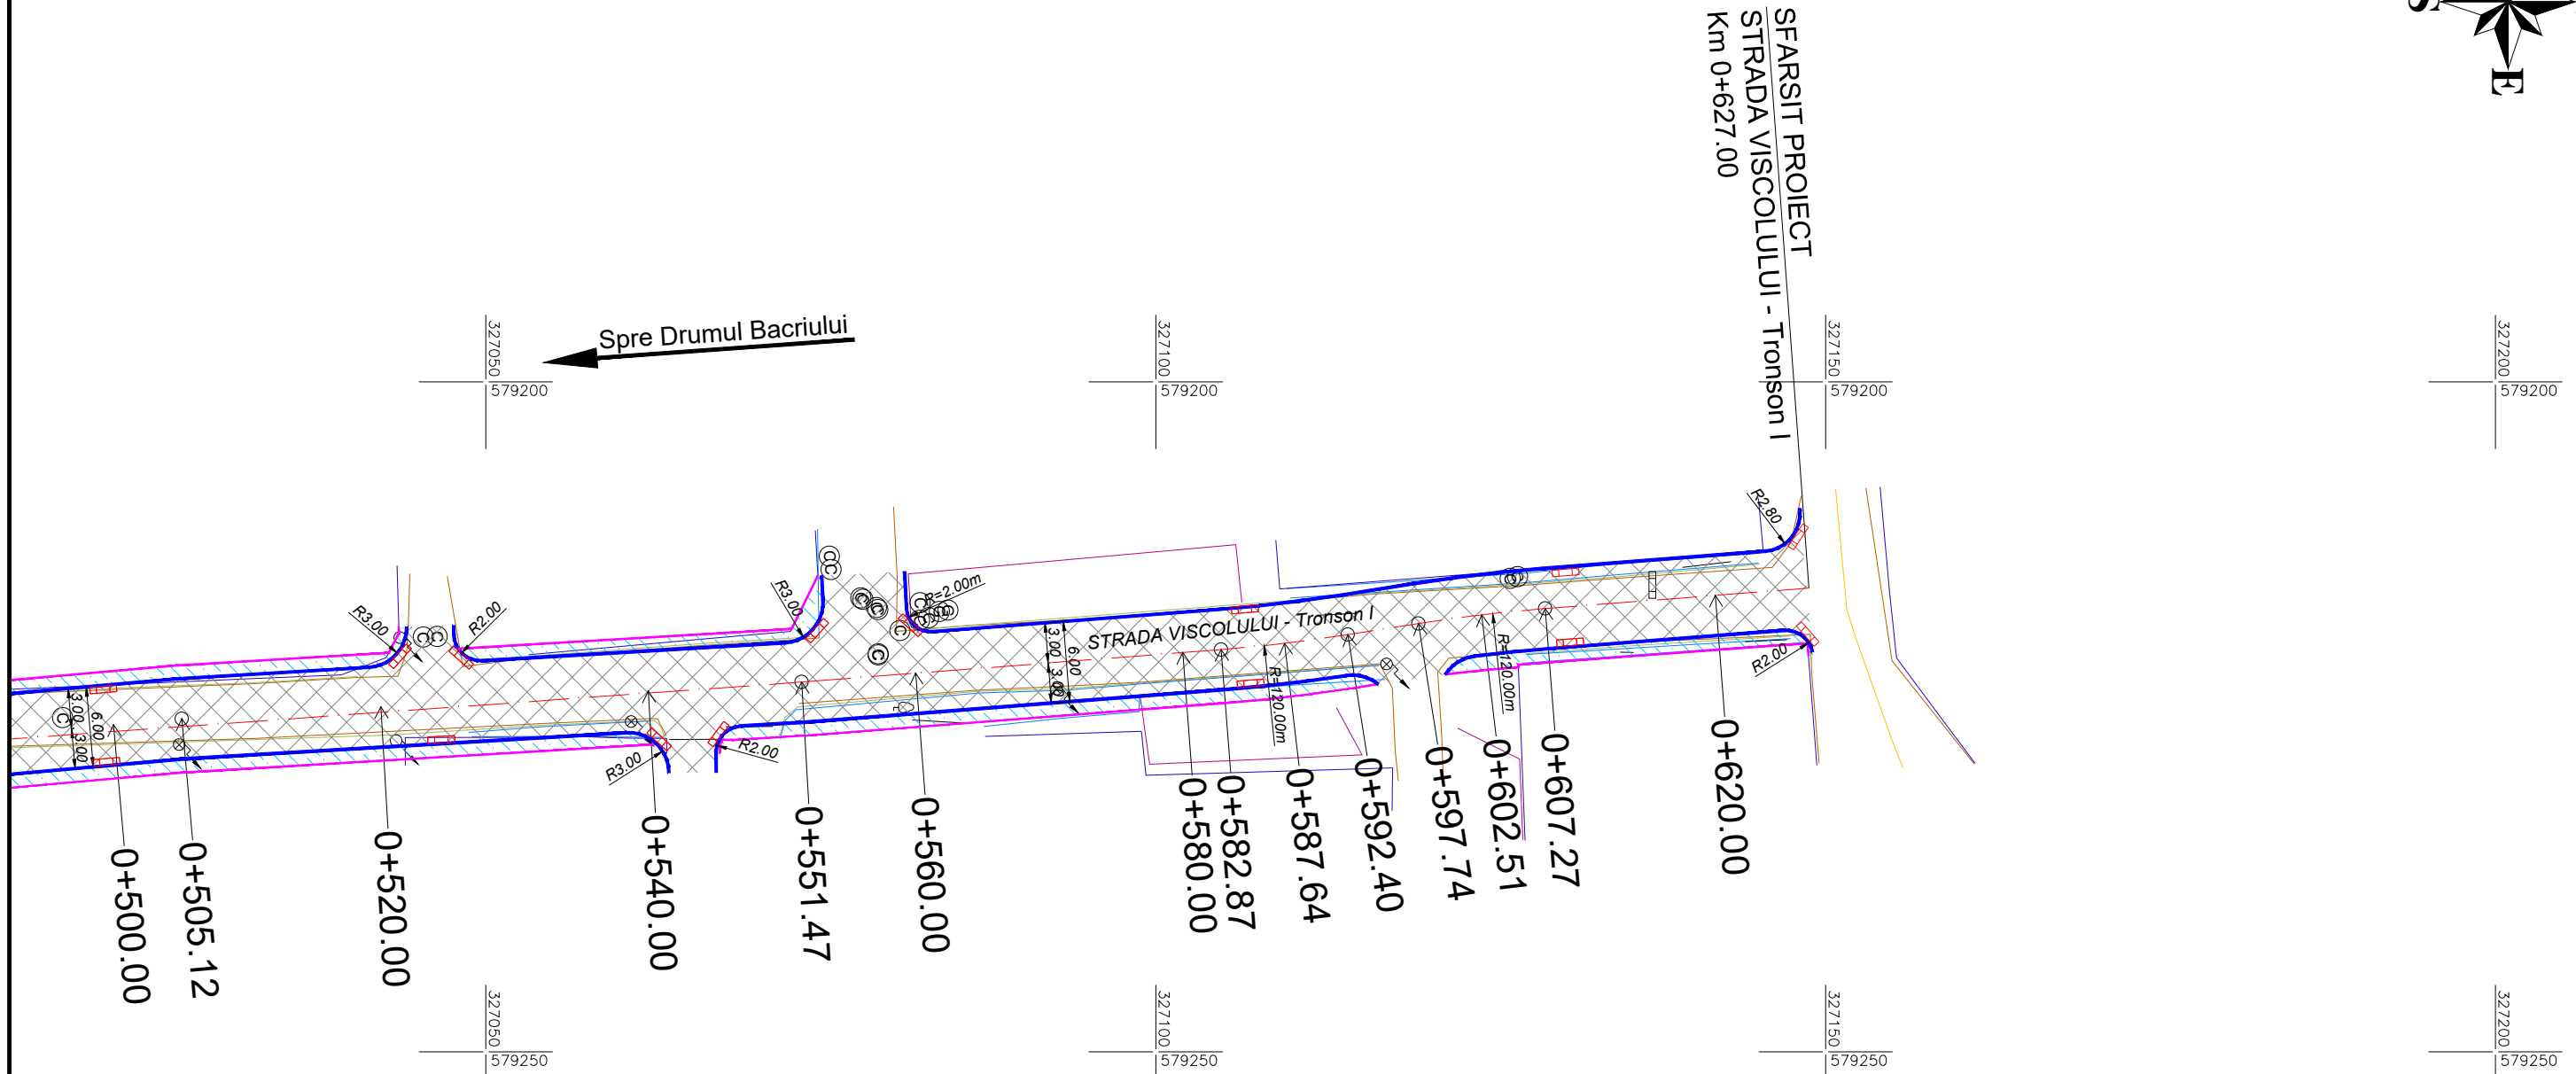 S
E
SFARSIT PROIECT
STRADA VISCOLULUI - Tronson I
Km 0+627.00
Spre Drumul Bacriului
327050
579200
327100
579200
327150
579200
327200
579200
R3.00
R2.00
R3.00
R=2.00m
R2.80
STRADA VISCOLULUI - Tronson I
3.00
3.00
6.00
3.00
3.00
6.00
R3.00
R2.00
R=120.00m
R=120.00m
R2.00
C
C
C
C
C
C
C
C
C
C
C
C
0+500.00
0+505.12
0+520.00
0+540.00
0+551.47
0+560.00
0+580.00
0+582.87
0+587.64
0+592.40
0+597.74
0+602.51
0+607.27
0+620.00
327050
579250
327100
579250
327150
579250
327200
579250